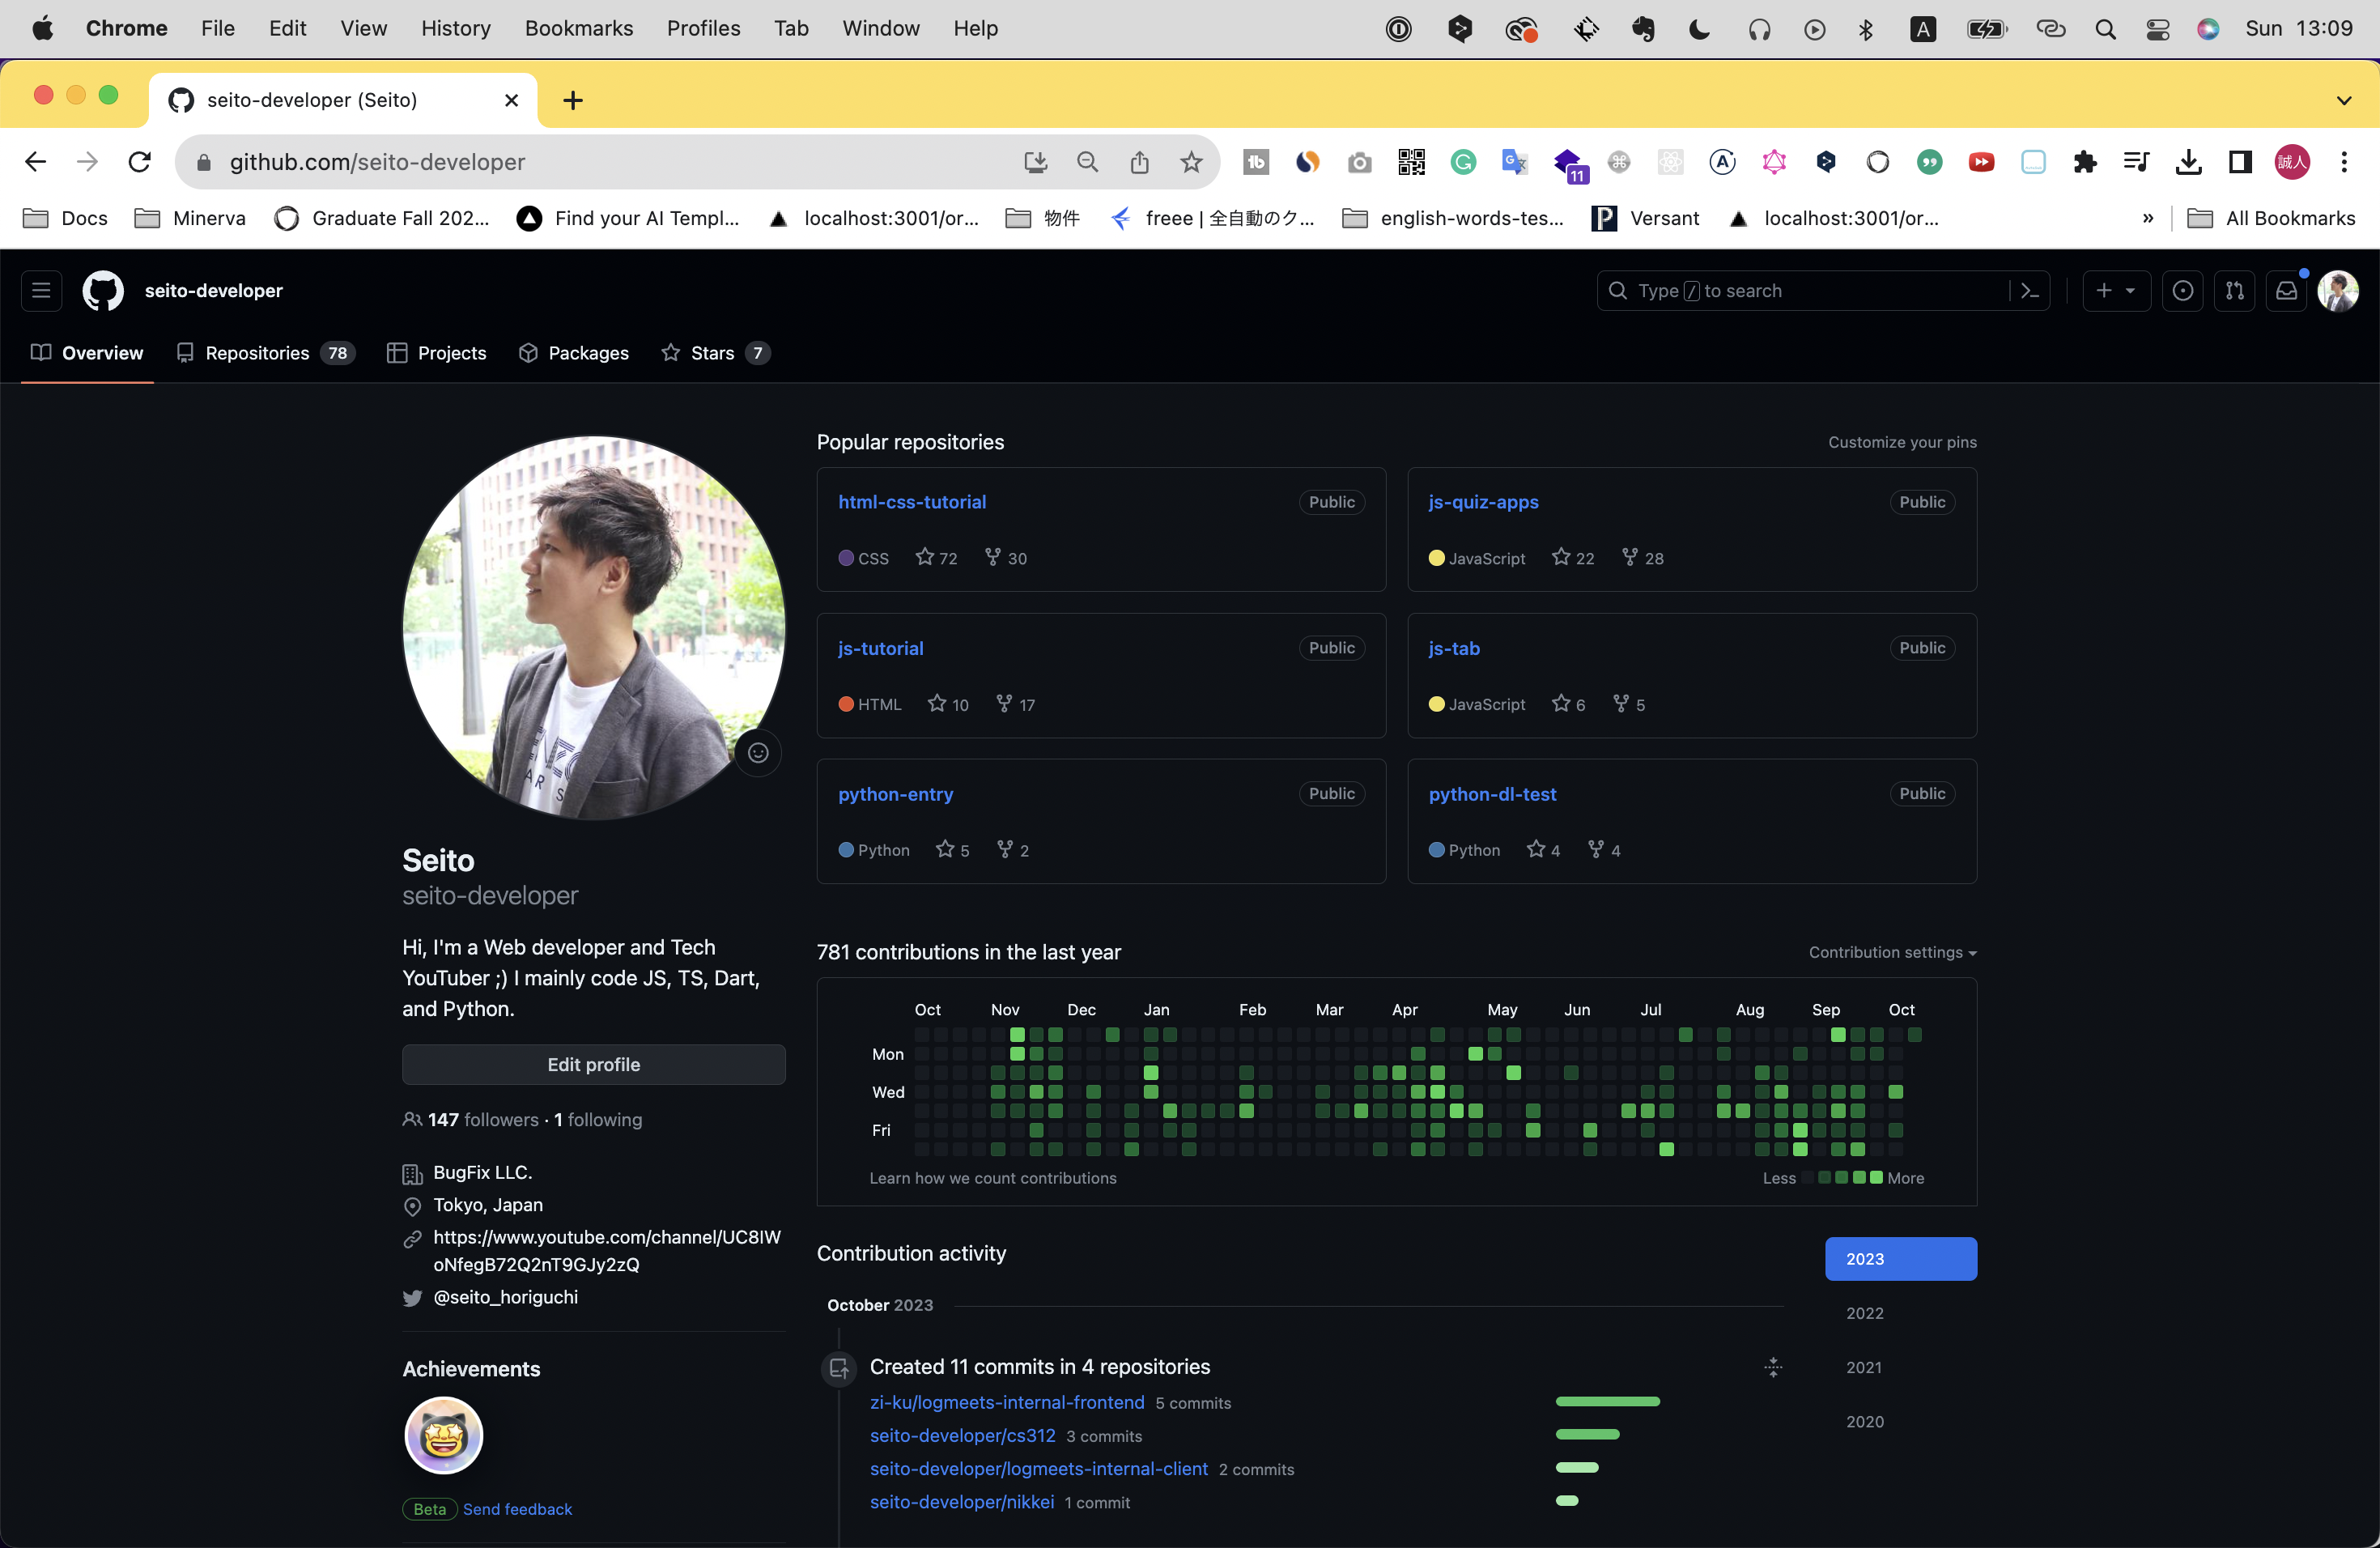 Chrome File Edit View History Bookmarks Profiles Tab Window Help A Sun 13:09
seito-developer (Seito)
github.com/seito-developer 11 誠人
Docs Minerva Graduate Fall 202... Find your AI Templ... localhost:3001/or... 物件 freee | 全自動のク... english-words-tes... Versant localhost:3001/or... » All Bookmarks
seito-developer Type / to search
Overview Repositories 78 Projects Packages Stars 7
Popular repositories Customize your pins
html-css-tutorial Public
CSS 72 30
js-quiz-apps Public
JavaScript 22 28
js-tutorial Public
HTML 10 17
js-tab Public
JavaScript 6 5
python-entry Public
Python 5 2
python-dl-test Public
Python 4 4
Seito
seito-developer
Hi, I'm a Web developer and Tech
YouTuber ;) I mainly code JS, TS, Dart,
and Python.
Edit profile
147 followers · 1 following
BugFix LLC.
Tokyo, Japan
https://www.youtube.com/channel/UC8IW
oNfegB72Q2nT9GJy2zQ
@seito_horiguchi
Achievements
Beta Send feedback
781 contributions in the last year Contribution settings
Oct Nov Dec Jan Feb Mar Apr May Jun Jul Aug Sep Oct
Mon
Wed
Fri
Learn how we count contributions Less More
Contribution activity
2023
2022
2021
2020
October 2023
Created 11 commits in 4 repositories
zi-ku/logmeets-internal-frontend 5 commits
seito-developer/cs312 3 commits
seito-developer/logmeets-internal-client 2 commits
seito-developer/nikkei 1 commit